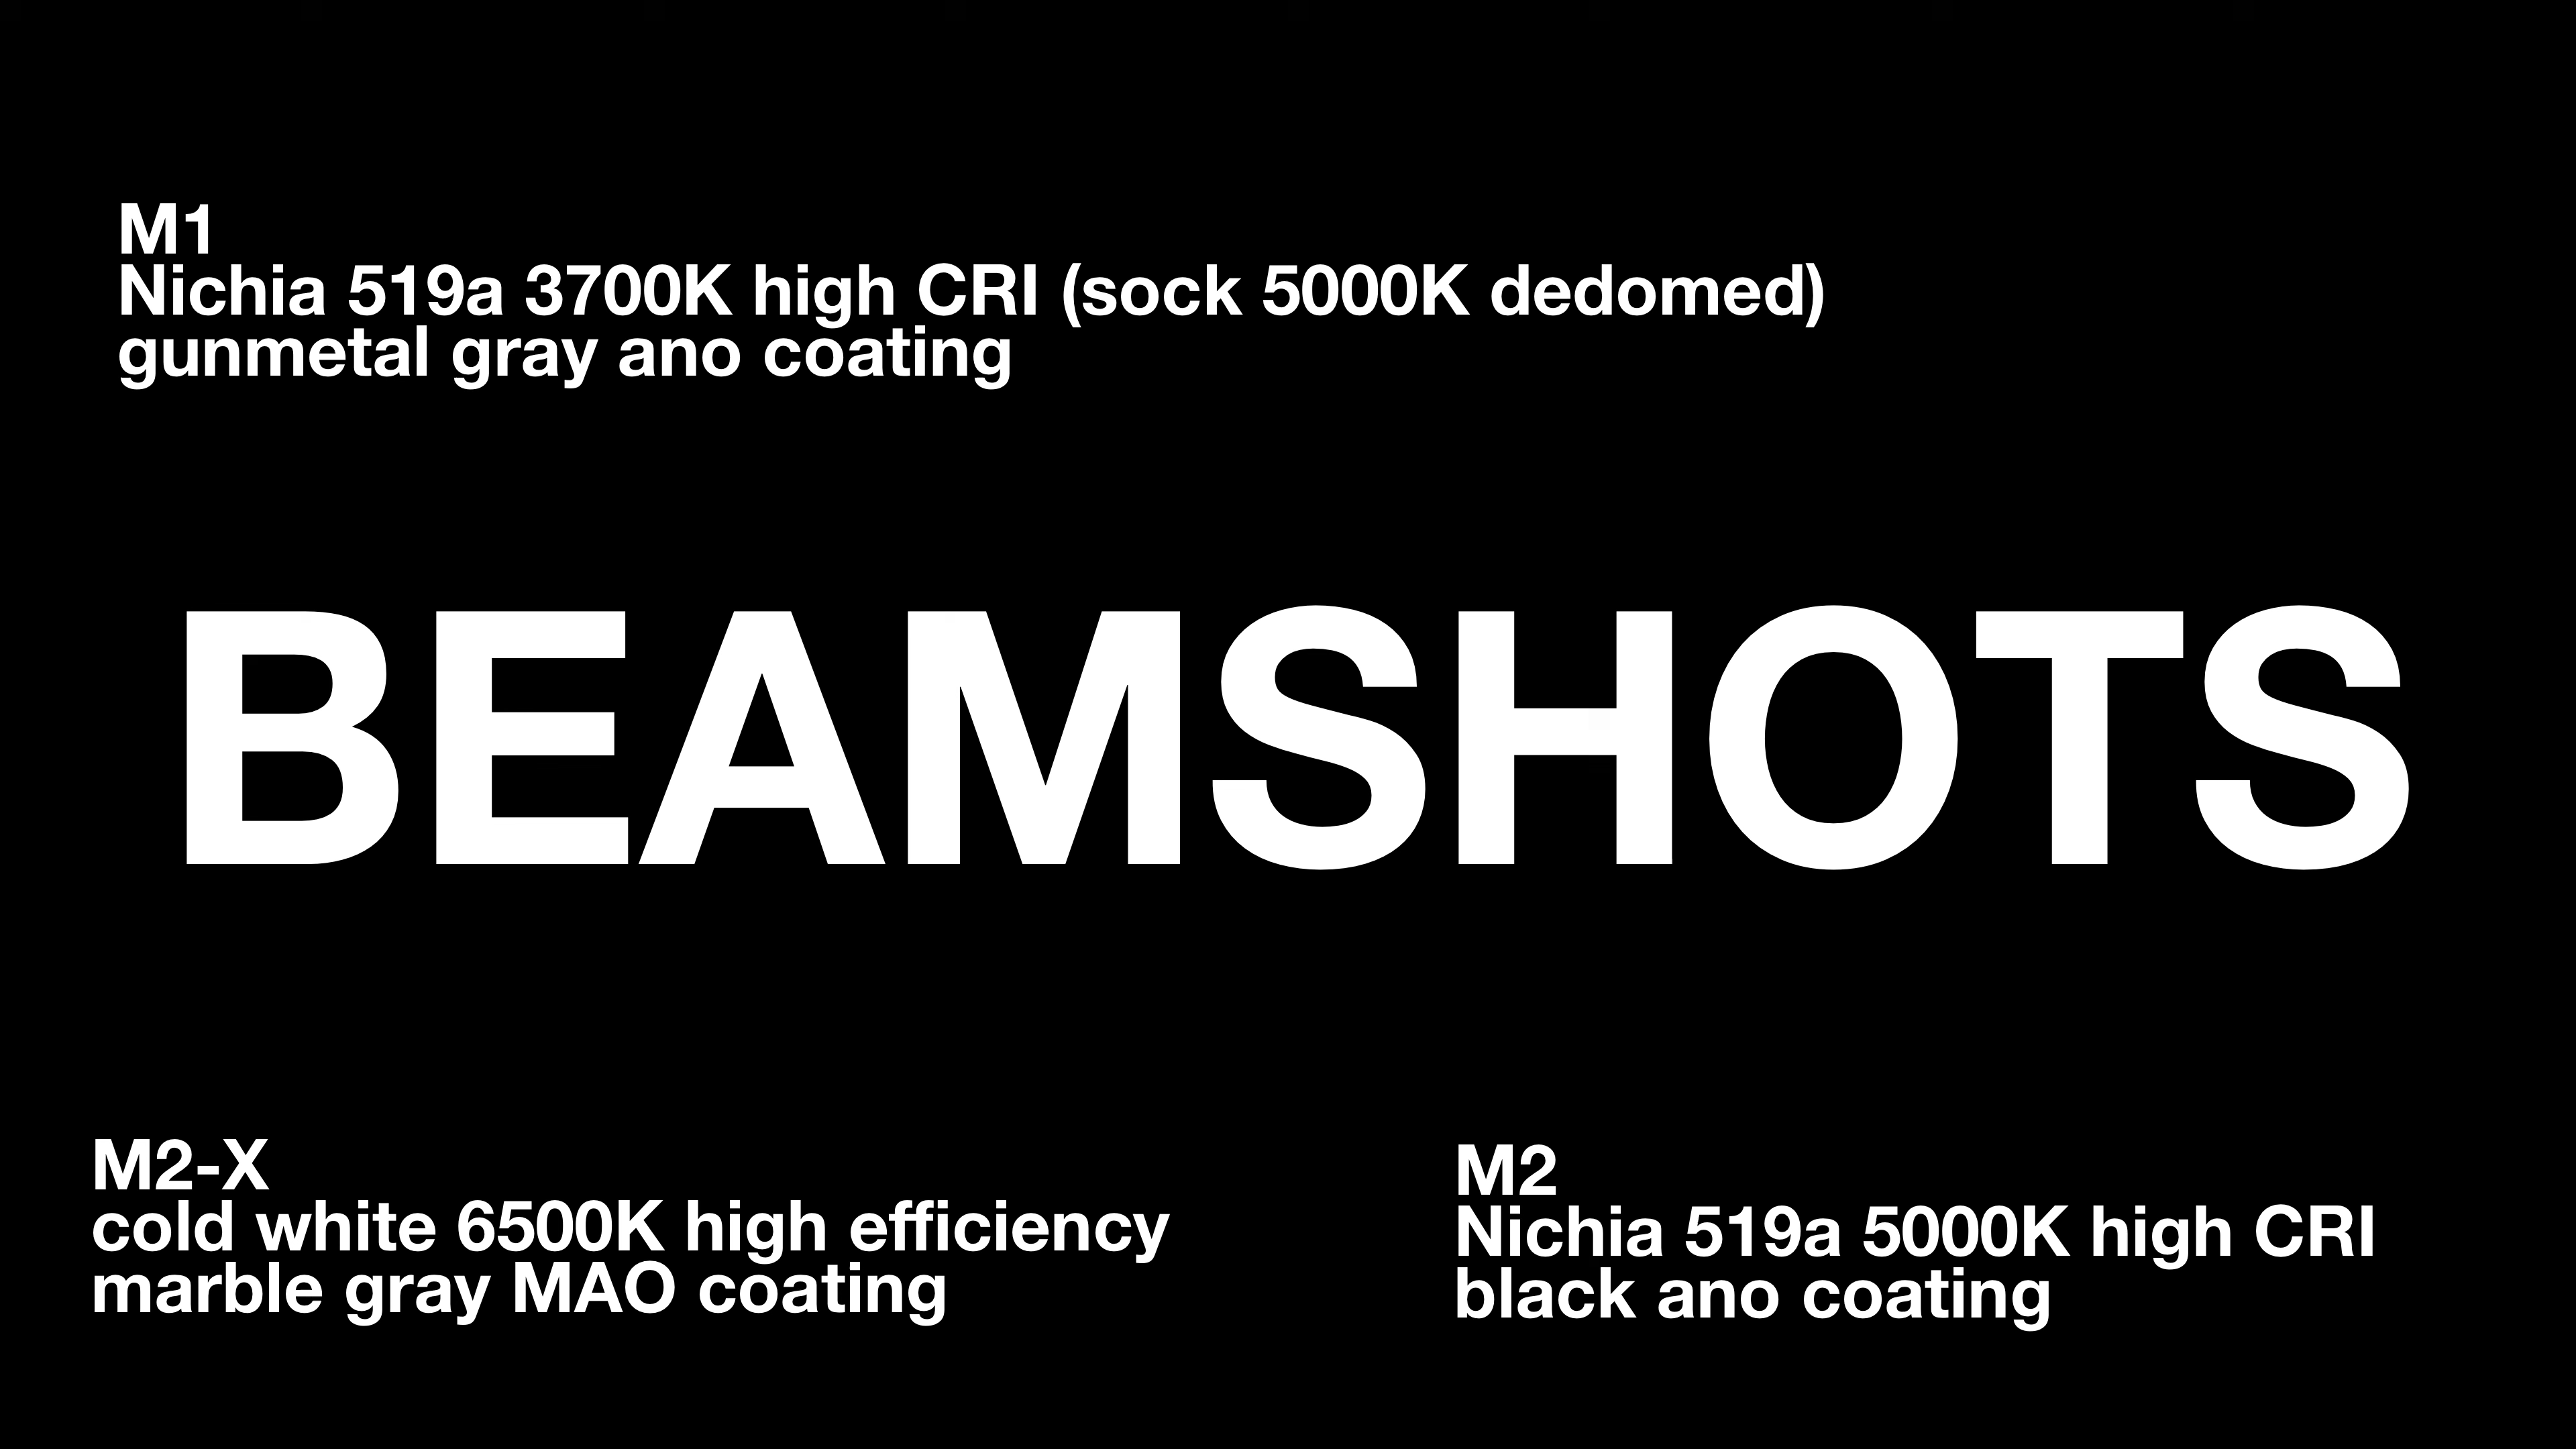 M1
Nichia 519a 3700K high CRI (sock 5000K dedomed)
gunmetal gray ano coating
BEAMSHOTS
M2-X
cold white 6500K high efficiency
marble gray MAO coating
M2
Nichia 519a 5000K high CRI
black ano coating